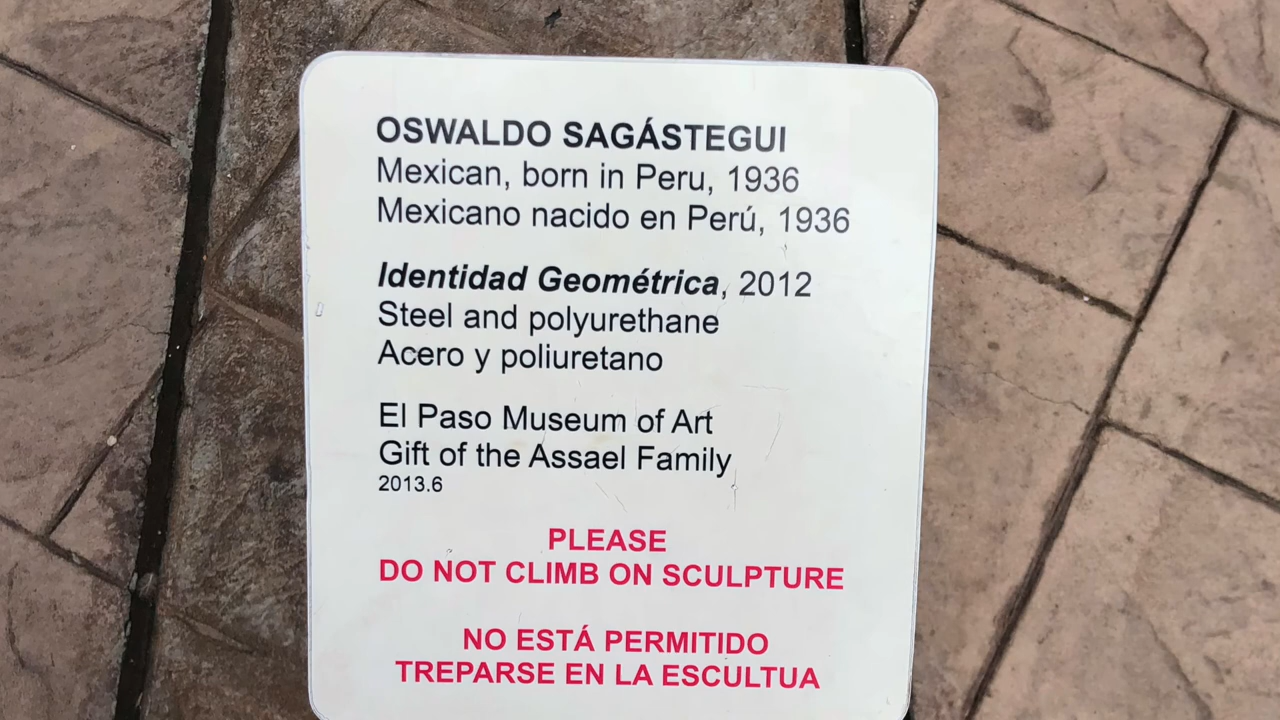 OSWALDO SAGÁSTEGUI
Mexican, born in Peru, 1936
Mexicano nacido en Perú, 1936
Identidad Geométrica, 2012
Steel and polyurethane
Acero y poliuretano
El Paso Museum of Art
Gift of the Assael Family
2013.6
PLEASE
DO NOT CLIMB ON SCULPTURE
NO ESTÁ PERMITIDO
TREPARSE EN LA ESCULTUA